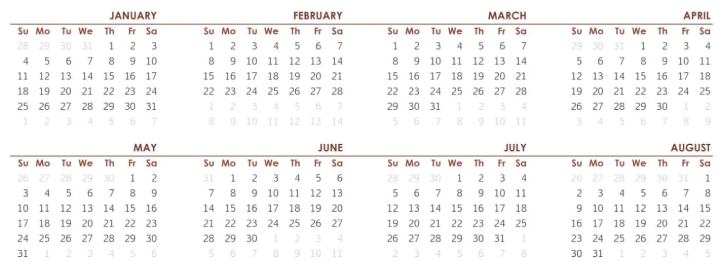 JANUARY FEBRUARY MARCH APRIL
Su Mo Tu We Th Fr Sa Su Mo Tu We Th Fr Sa Su Mo Tu We Th Fr Sa Su Mo Tu We Th Fr Sa
28 29 30 31 1 2 3 1 2 3 4 5 6 7 1 2 3 4 5 6 7 29 30 31 1 2 3 4
4 5 6 7 8 9 10 8 9 10 11 12 13 14 8 9 10 11 12 13 14 5 6 7 8 9 10 11
11 12 13 14 15 16 17 15 16 17 18 19 20 21 15 16 17 18 19 20 21 12 13 14 15 16 17 18
18 19 20 21 22 23 24 22 23 24 25 26 27 28 22 23 24 25 26 27 28 19 20 21 22 23 24 25
25 26 27 28 29 30 31 1 2 3 4 5 6 7 29 30 31 1 2 3 4 26 27 28 29 30 1 2
1 2 3 4 5 6 7 8 9 10 11 12 13 14 5 6 7 8 9 10 11 3 4 5 6 7 8 9
MAY JUNE JULY AUGUST
Su Mo Tu We Th Fr Sa Su Mo Tu We Th Fr Sa Su Mo Tu We Th Fr Sa Su Mo Tu We Th Fr Sa
26 27 28 29 30 1 2 31 1 2 3 4 5 6 28 29 30 1 2 3 4 26 27 28 29 30 31 1
3 4 5 6 7 8 9 7 8 9 10 11 12 13 5 6 7 8 9 10 11 2 3 4 5 6 7 8
10 11 12 13 14 15 16 14 15 16 17 18 19 20 12 13 14 15 16 17 18 9 10 11 12 13 14 15
17 18 19 20 21 22 23 21 22 23 24 25 26 27 19 20 21 22 23 24 25 16 17 18 19 20 21 22
24 25 26 27 28 29 30 28 29 30 1 2 3 4 26 27 28 29 30 31 1 23 24 25 26 27 28 29
31 1 2 3 4 5 6 5 6 7 8 9 10 11 2 3 4 5 6 7 8 30 31 1 2 3 4 5